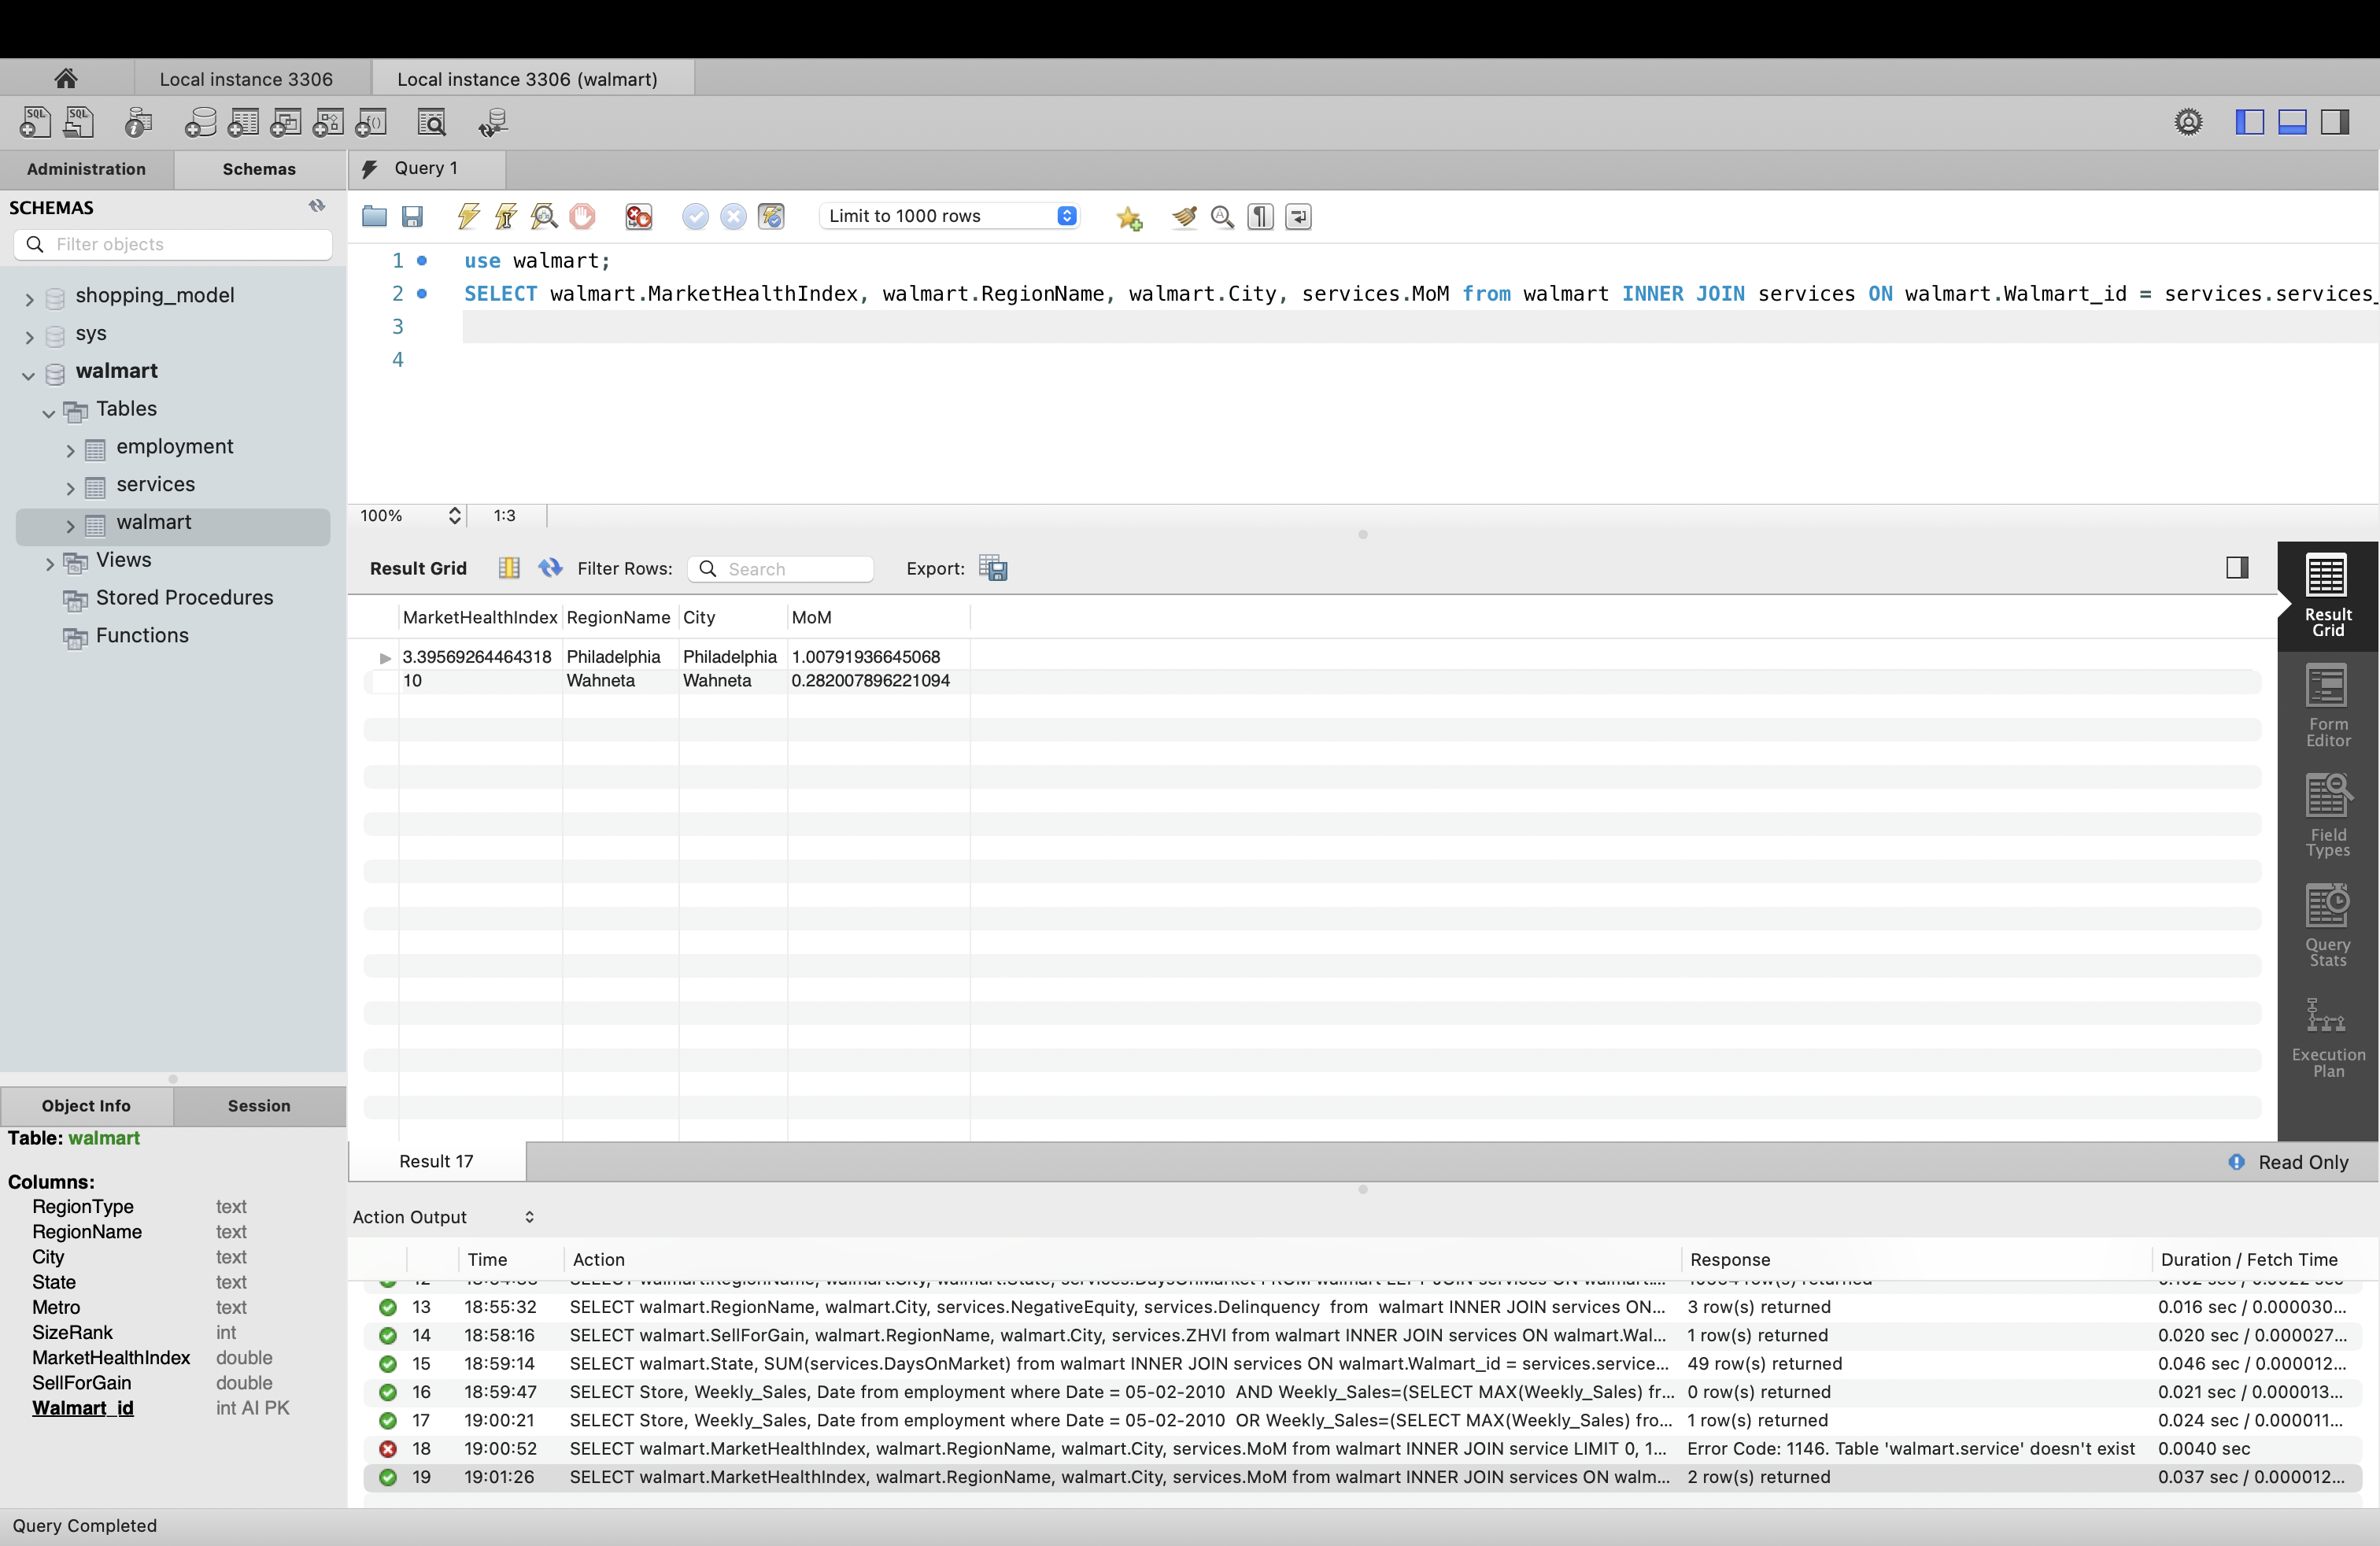 Local instance 3306
Local instance 3306 (walmart)
Administration
Schemas
Query 1
SCHEMAS
Filter objects
Limit to 1000 rows
shopping_model
sys
walmart
Tables
employment
services
walmart
Views
Stored Procedures
Functions
1 use walmart;
2 SELECT walmart.MarketHealthIndex, walmart.RegionName, walmart.City, services.MoM from walmart INNER JOIN services ON walmart.Walmart_id = services.services_
3
4
100% 1:3
Result Grid Filter Rows: Search Export:
MarketHealthIndex RegionName City MoM
3.39569264464318 Philadelphia Philadelphia 1.00791936645068
10 Wahneta Wahneta 0.282007896221094
Result Grid
Form Editor
Field Types
Query Stats
Execution Plan
Object Info
Session
Table: walmart
Columns:
RegionType text
RegionName text
City text
State text
Metro text
SizeRank int
MarketHealthIndex double
SellForGain double
Walmart_id int AI PK
Result 17
Read Only
Action Output
Time Action Response Duration / Fetch Time
13 18:55:32 SELECT walmart.RegionName, walmart.City, services.NegativeEquity, services.Delinquency from walmart INNER JOIN services ON... 3 row(s) returned 0.016 sec / 0.000030...
14 18:58:16 SELECT walmart.SellForGain, walmart.RegionName, walmart.City, services.ZHVI from walmart INNER JOIN services ON walmart.Wal... 1 row(s) returned 0.020 sec / 0.000027...
15 18:59:14 SELECT walmart.State, SUM(services.DaysOnMarket) from walmart INNER JOIN services ON walmart.Walmart_id = services.service... 49 row(s) returned 0.046 sec / 0.000012...
16 18:59:47 SELECT Store, Weekly_Sales, Date from employment where Date = 05-02-2010 AND Weekly_Sales=(SELECT MAX(Weekly_Sales) fr... 0 row(s) returned 0.021 sec / 0.000013...
17 19:00:21 SELECT Store, Weekly_Sales, Date from employment where Date = 05-02-2010 OR Weekly_Sales=(SELECT MAX(Weekly_Sales) fro... 1 row(s) returned 0.024 sec / 0.000011...
18 19:00:52 SELECT walmart.MarketHealthIndex, walmart.RegionName, walmart.City, services.MoM from walmart INNER JOIN service LIMIT 0, 1... Error Code: 1146. Table 'walmart.service' doesn't exist 0.0040 sec
19 19:01:26 SELECT walmart.MarketHealthIndex, walmart.RegionName, walmart.City, services.MoM from walmart INNER JOIN services ON walm... 2 row(s) returned 0.037 sec / 0.000012...
Query Completed